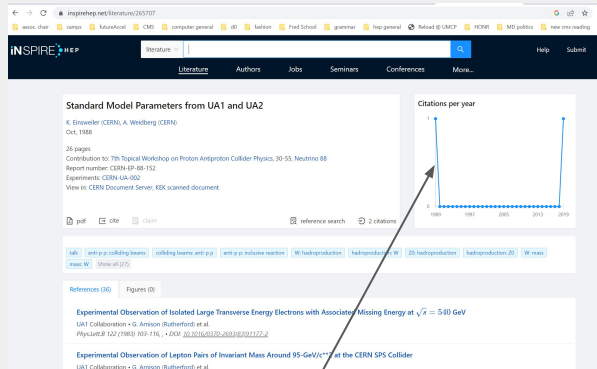 inspirehep.net/literature/265707
assoc. chair camps futureAccel CMS computer general d0 fashion Fred School grammar hep general Reload @ UMCP HONR MD politics new cms reading
iNSPIRE HEP literature Help Submit
Literature Authors Jobs Seminars Conferences More...
Standard Model Parameters from UA1 and UA2
K. Einsweiler (CERN), A. Weidberg (CERN)
Oct, 1988
26 pages
Contribution to: 7th Topical Workshop on Proton Antiproton Collider Physics, 30-55, Neutrino 88
Report number: CERN-EP-88-152
Experiments: CERN-UA-002
View in: CERN Document Server, KEK scanned document
pdf cite claim reference search 2 citations
Citations per year
1
0
1989 1997 2005 2013 2019
talk anti-p p: colliding beams colliding beams: anti-p p anti-p p: inclusive reaction W: hadroproduction hadroproduction: W Z0: hadroproduction hadroproduction: Z0 W: mass
mass: W Show all (27)
References (36) Figures (0)
Experimental Observation of Isolated Large Transverse Energy Electrons with Associated Missing Energy at √s = 540 GeV
UA1 Collaboration • G. Arnison (Rutherford) et al.
Phys.Lett.B 122 (1983) 103-116, , • DOI: 10.1016/0370-2693(83)91177-2
Experimental Observation of Lepton Pairs of Invariant Mass Around 95-GeV/c**2 at the CERN SPS Collider
UA1 Collaboration • G. Arnison (Rutherford) et al.